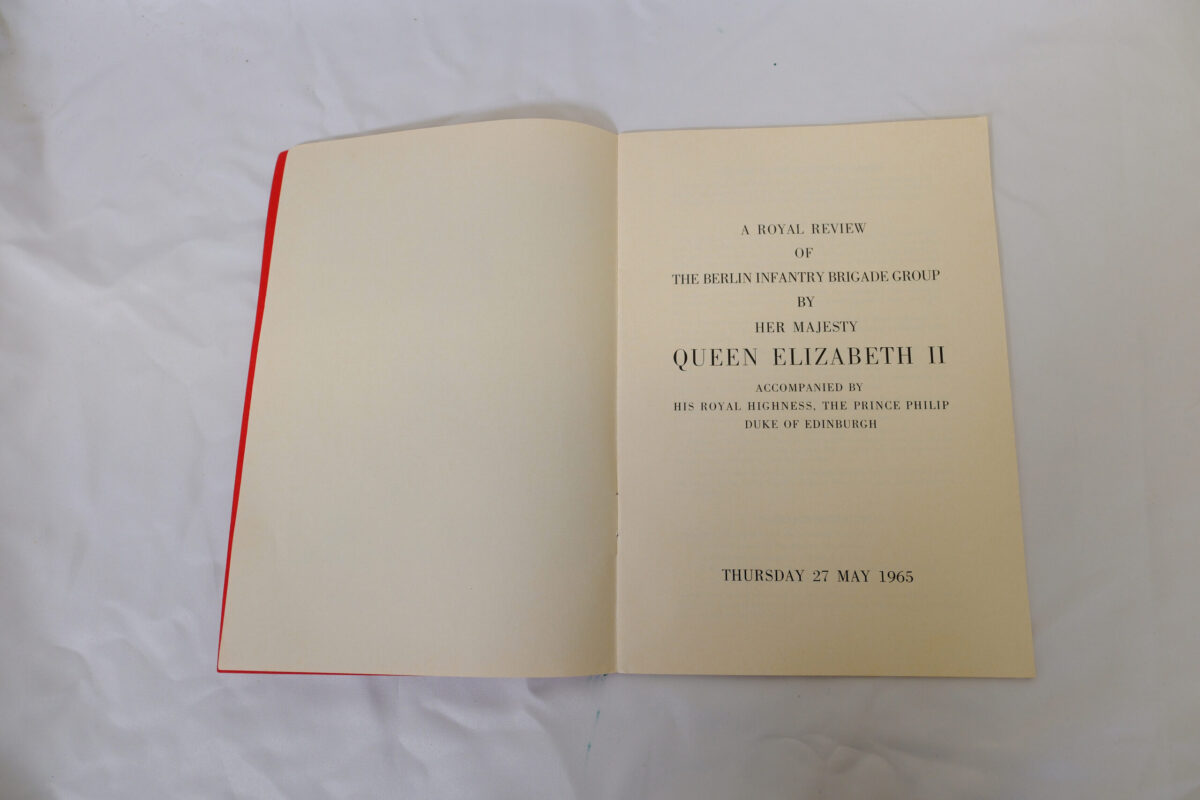 A ROYAL REVIEW
OF
THE BERLIN INFANTRY BRIGADE GROUP
BY
HER MAJESTY
QUEEN ELIZABETH II
ACCOMPANIED BY
HIS ROYAL HIGHNESS, THE PRINCE PHILIP
DUKE OF EDINBURGH
THURSDAY 27 MAY 1965